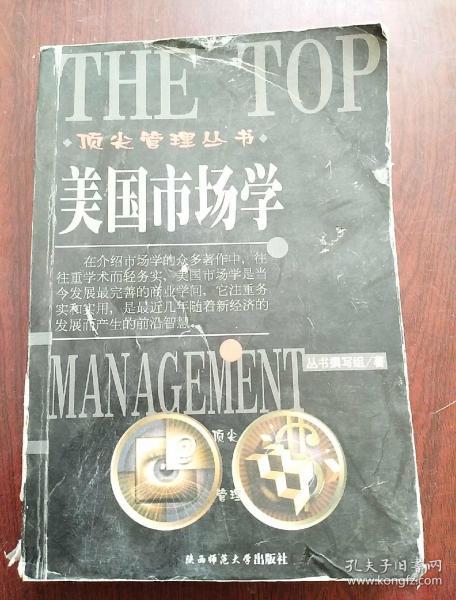 THE TOP
顶尖管理丛书
美国市场学
在介绍市场学的众多著作中，往
往重学术而轻务实，美国市场学是当
今发展最完善的商业学问，它注重务
实和实用，是最近几年随着新经济的
发展而产生的前沿智慧。
MANAGEMENT
丛书撰写组/著
顶尖
管理
陕西师范大学出版社
孔夫子旧书网
www.kongfz.com